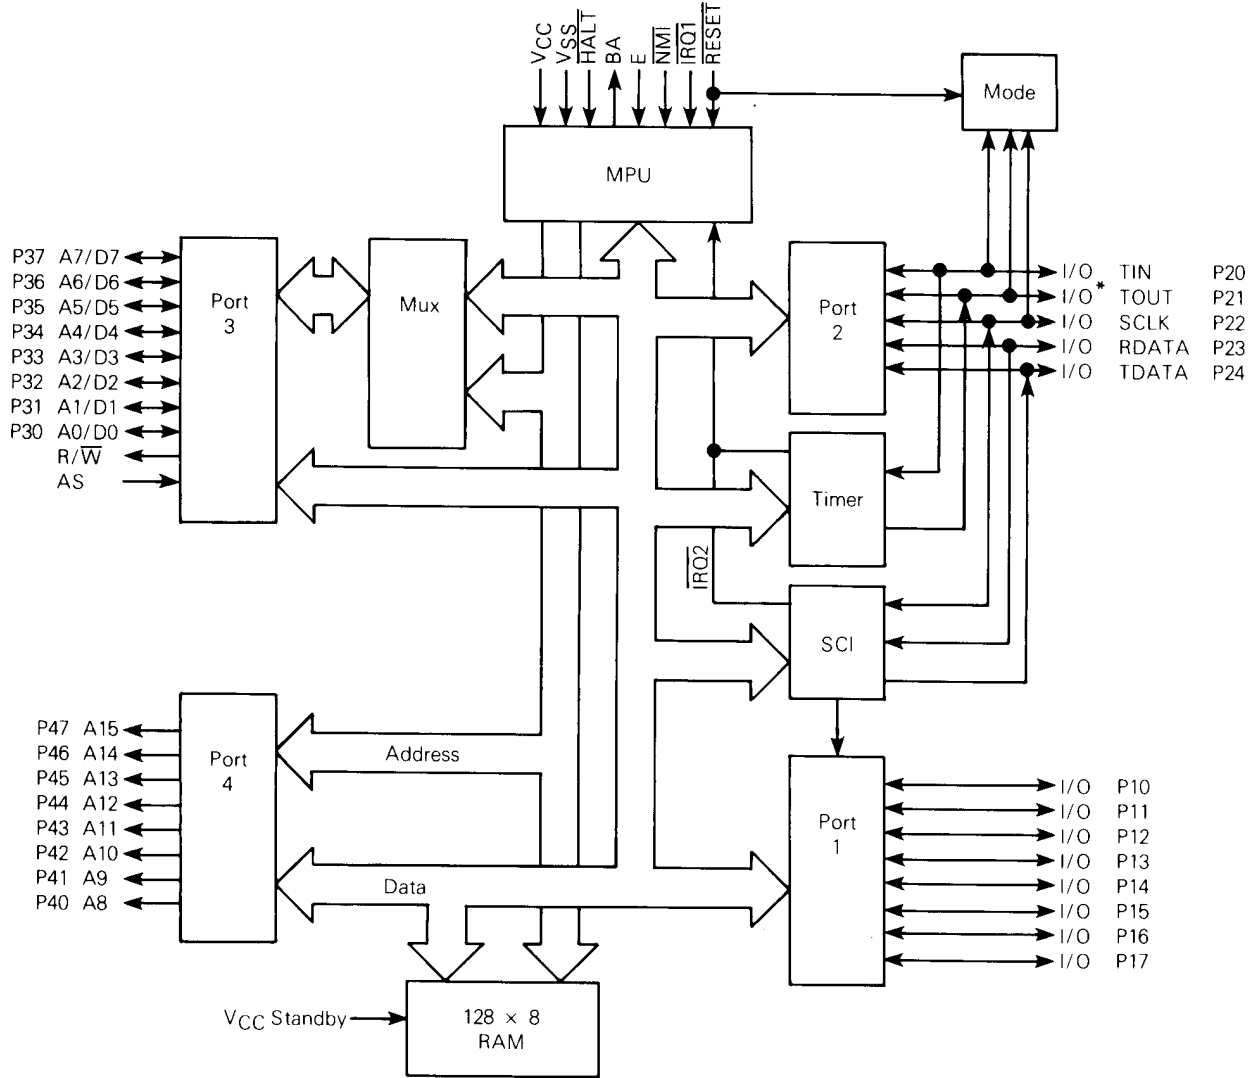 VCC
VSS
HALT
BA
E
NMI
IRQ1
RESET
Mode
MPU
P37 A7/D7
P36 A6/D6
P35 A5/D5
P34 A4/D4
P33 A3/D3
P32 A2/D2
P31 A1/D1
P30 A0/D0
R/W
AS
Port
3
Mux
Port
2
I/O TIN P20
I/O* TOUT P21
I/O SCLK P22
I/O RDATA P23
I/O TDATA P24
Timer
IRQ2
SCI
P47 A15
P46 A14
P45 A13
P44 A12
P43 A11
P42 A10
P41 A9
P40 A8
Port
4
Address
Data
Port
1
I/O P10
I/O P11
I/O P12
I/O P13
I/O P14
I/O P15
I/O P16
I/O P17
VCC Standby
128 × 8
RAM